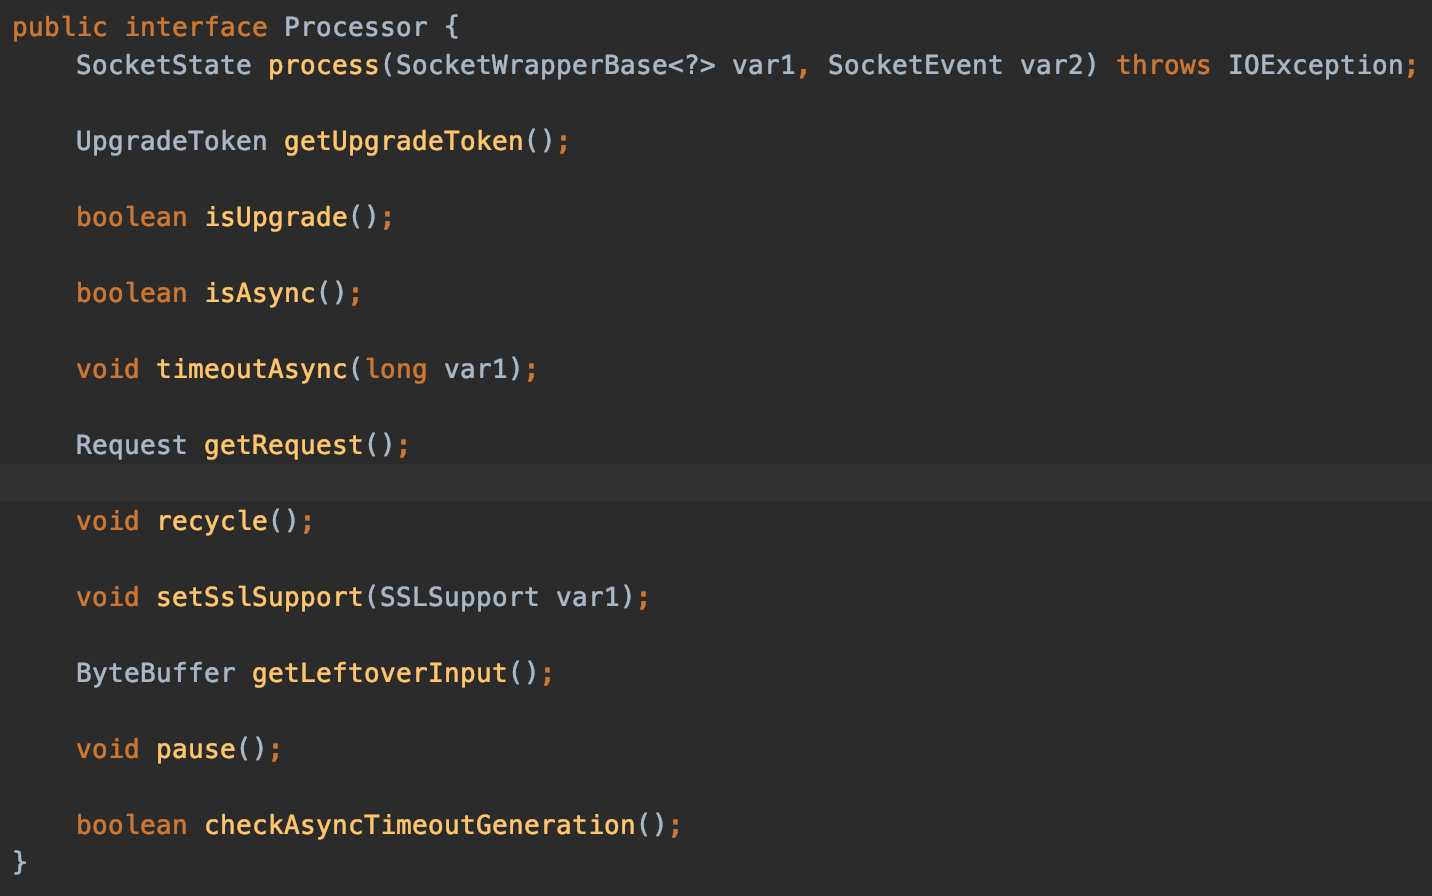 public interface Processor {
    SocketState process(SocketWrapperBase<?> var1, SocketEvent var2) throws IOException;
    UpgradeToken getUpgradeToken();
    boolean isUpgrade();
    boolean isAsync();
    void timeoutAsync(long var1);
    Request getRequest();
    void recycle();
    void setSslSupport(SSLSupport var1);
    ByteBuffer getLeftoverInput();
    void pause();
    boolean checkAsyncTimeoutGeneration();
}